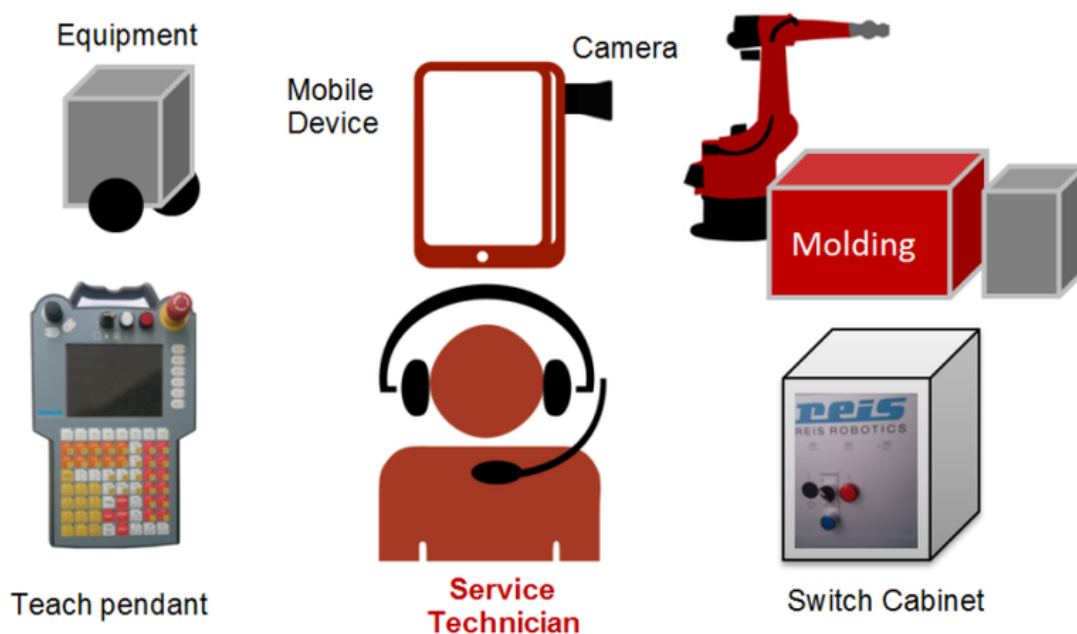 Equipment
Camera
Mobile
Device
Molding
reis
REIS ROBOTICS
Teach pendant
Service
Technician
Switch Cabinet